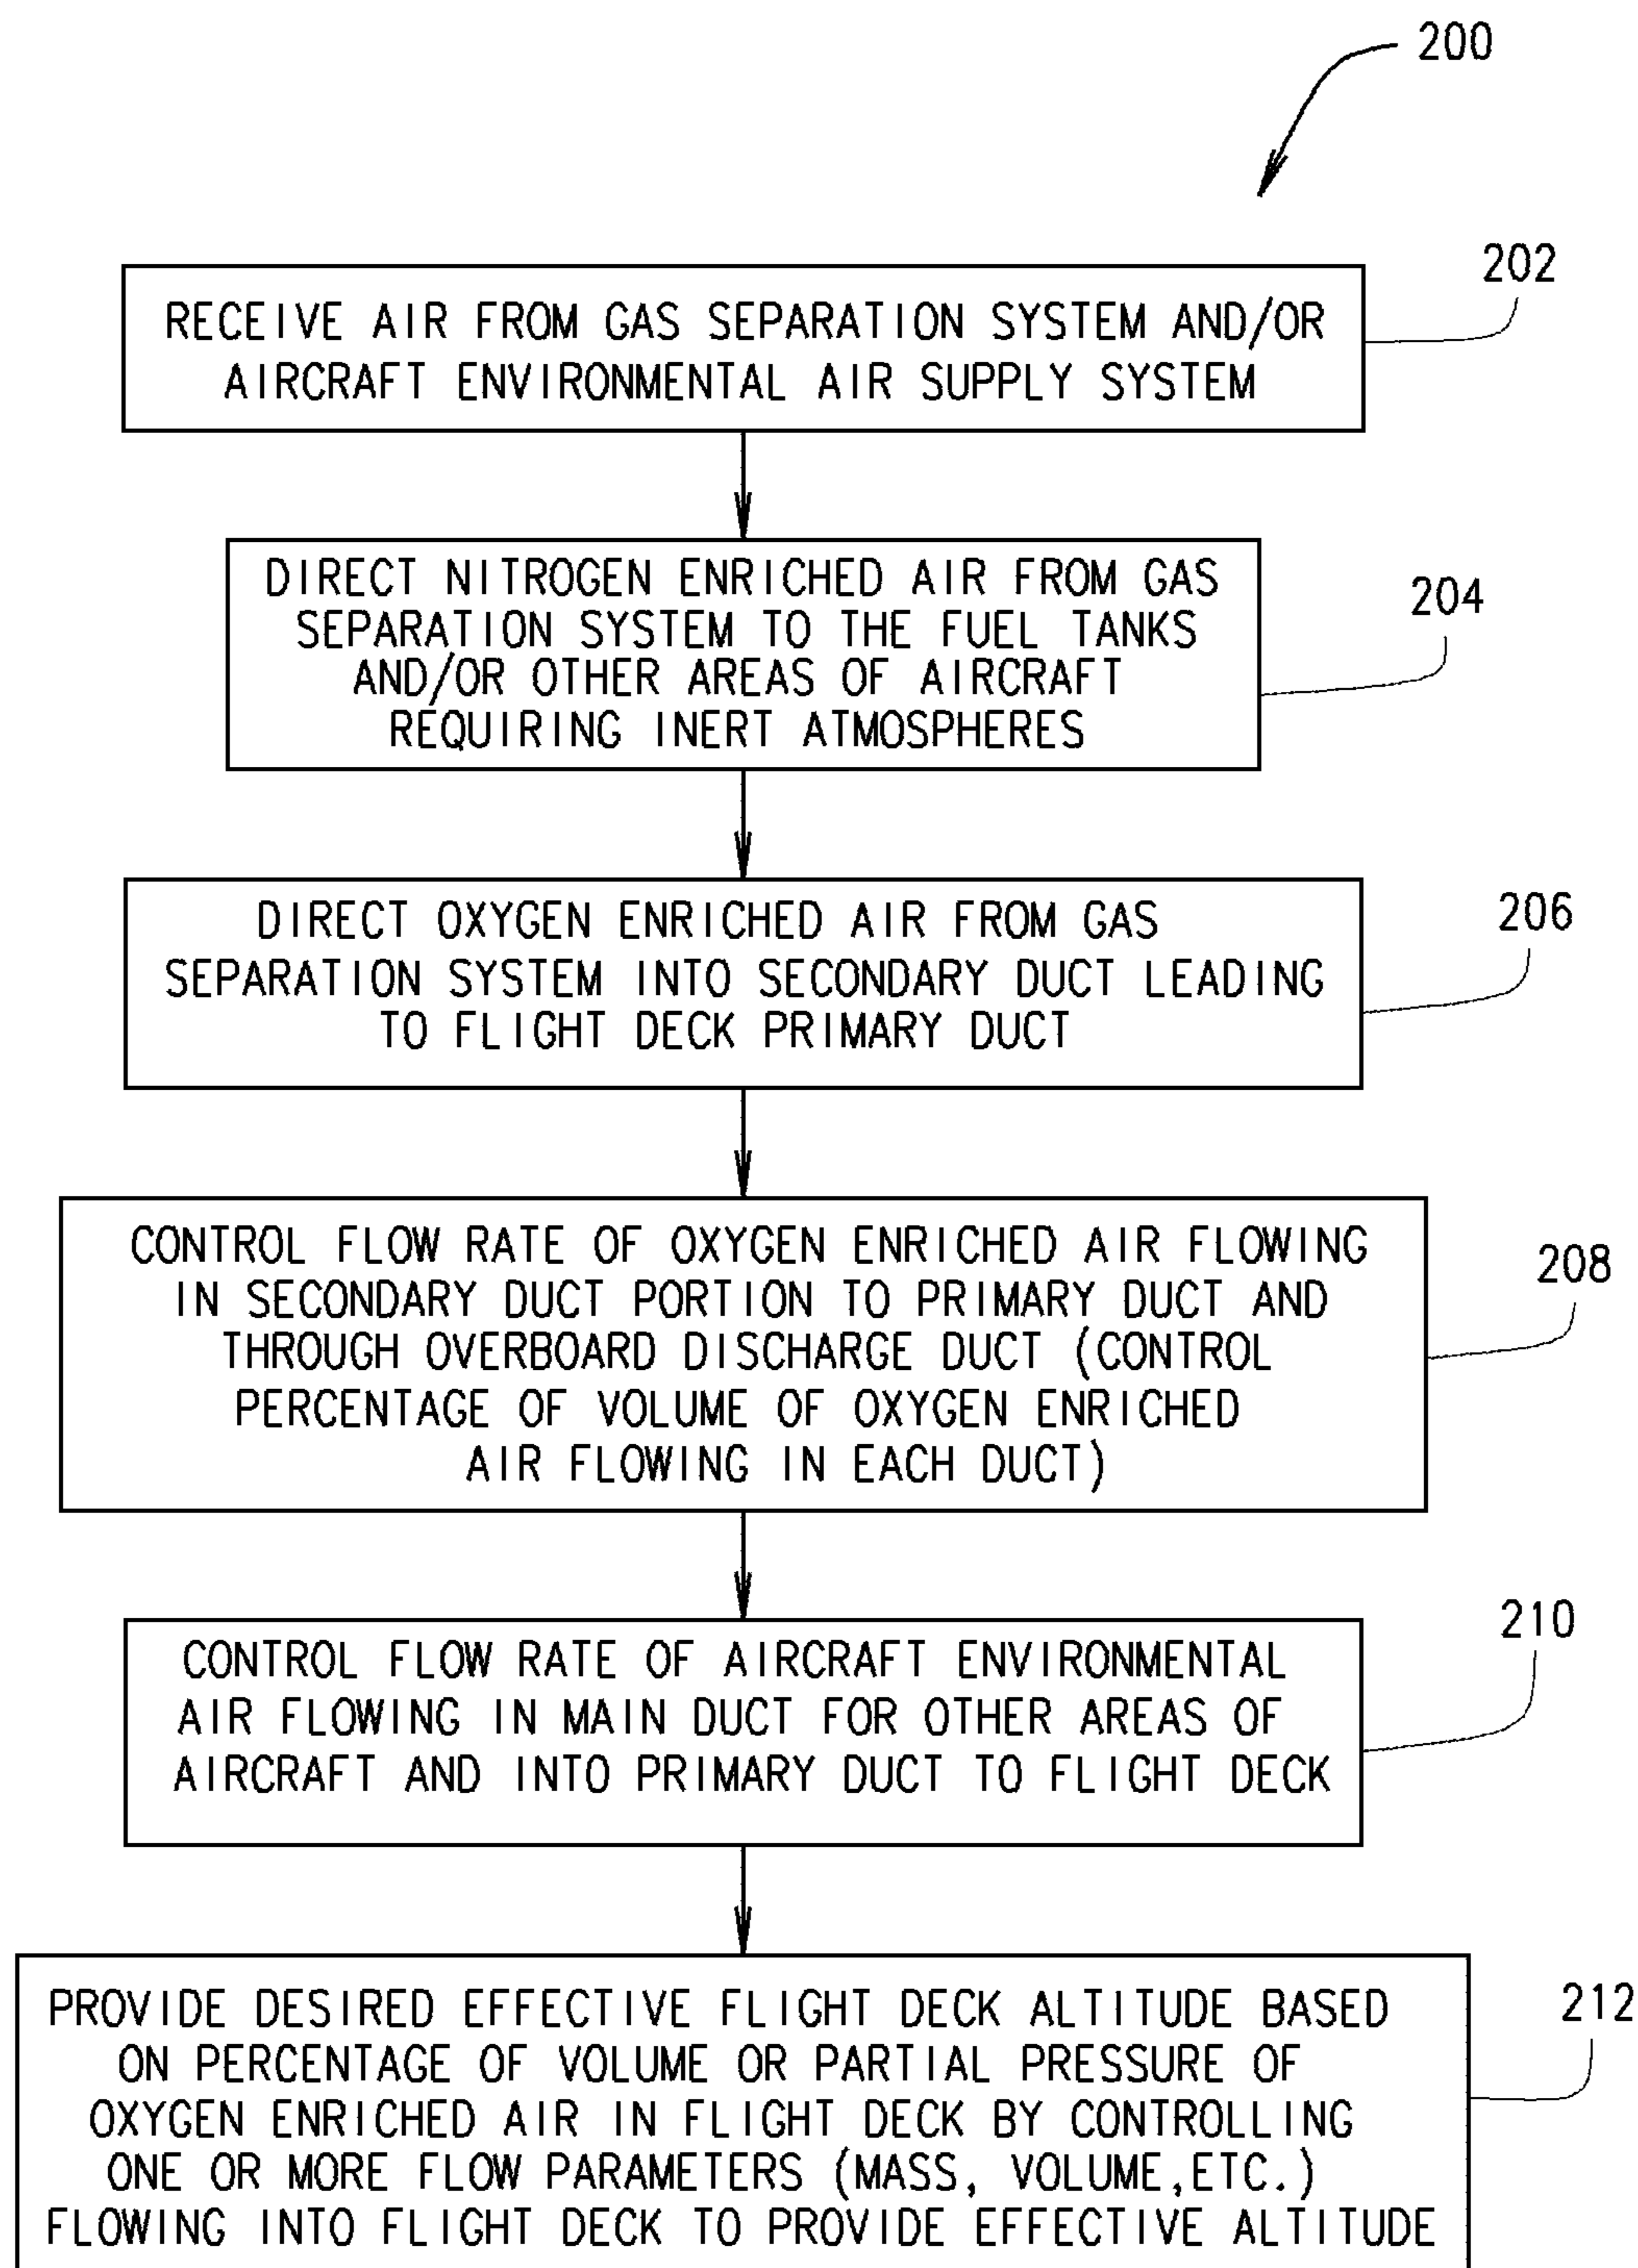 200
202
RECEIVE AIR FROM GAS SEPARATION SYSTEM AND/OR
AIRCRAFT ENVIRONMENTAL AIR SUPPLY SYSTEM
204
DIRECT NITROGEN ENRICHED AIR FROM GAS
SEPARATION SYSTEM TO THE FUEL TANKS
AND/OR OTHER AREAS OF AIRCRAFT
REQUIRING INERT ATMOSPHERES
206
DIRECT OXYGEN ENRICHED AIR FROM GAS
SEPARATION SYSTEM INTO SECONDARY DUCT LEADING
TO FLIGHT DECK PRIMARY DUCT
208
CONTROL FLOW RATE OF OXYGEN ENRICHED AIR FLOWING
IN SECONDARY DUCT PORTION TO PRIMARY DUCT AND
THROUGH OVERBOARD DISCHARGE DUCT (CONTROL
PERCENTAGE OF VOLUME OF OXYGEN ENRICHED
AIR FLOWING IN EACH DUCT)
210
CONTROL FLOW RATE OF AIRCRAFT ENVIRONMENTAL
AIR FLOWING IN MAIN DUCT FOR OTHER AREAS OF
AIRCRAFT AND INTO PRIMARY DUCT TO FLIGHT DECK
212
PROVIDE DESIRED EFFECTIVE FLIGHT DECK ALTITUDE BASED
ON PERCENTAGE OF VOLUME OR PARTIAL PRESSURE OF
OXYGEN ENRICHED AIR IN FLIGHT DECK BY CONTROLLING
ONE OR MORE FLOW PARAMETERS (MASS, VOLUME,ETC.)
FLOWING INTO FLIGHT DECK TO PROVIDE EFFECTIVE ALTITUDE